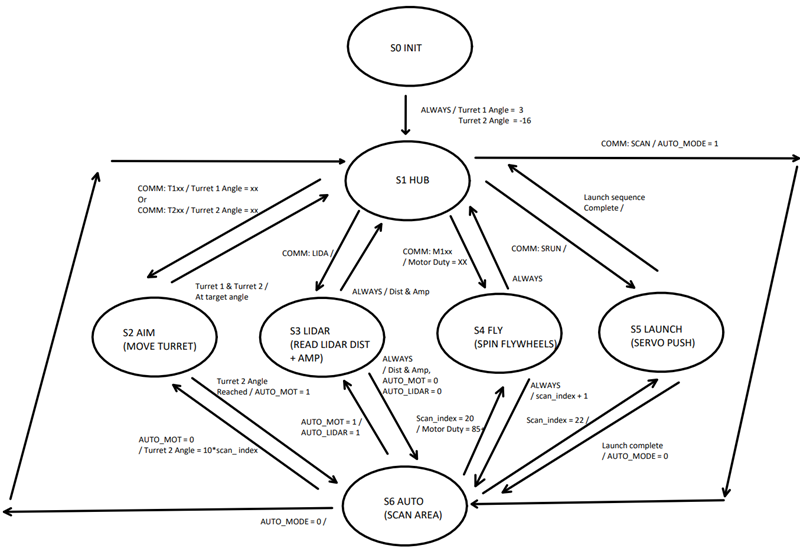 S0 INIT
ALWAYS / Turret 1 Angle = 3
Turret 2 Angle = -16
COMM: SCAN / AUTO_MODE = 1
S1 HUB
COMM: T1xx / Turret 1 Angle = xx
Or
COMM: T2xx / Turret 2 Angle = xx
Launch sequence
Complete /
COMM: LIDA /
COMM: M1xx
/ Motor Duty = XX
COMM: SRUN /
ALWAYS
Turret 1 & Turret 2 /
At target angle
ALWAYS / Dist & Amp
S2 AIM
(MOVE TURRET)
S3 LIDAR
(READ LIDAR DIST
+ AMP)
S4 FLY
(SPIN FLYWHEELS)
S5 LAUNCH
(SERVO PUSH)
ALWAYS
/ Dist & Amp,
AUTO_MOT = 0
AUTO_LIDAR = 0
Turret 2 Angle
Reached / AUTO_MOT = 1
ALWAYS
/ scan_index + 1
AUTO_MOT = 1 /
AUTO_LIDAR = 1
Scan_index = 20
/ Motor Duty = 85+
Scan_index = 22 /
AUTO_MOT = 0
/ Turret 2 Angle = 10*scan_ index
Launch complete
/ AUTO_MODE = 0
S6 AUTO
(SCAN AREA)
AUTO_MODE = 0 /